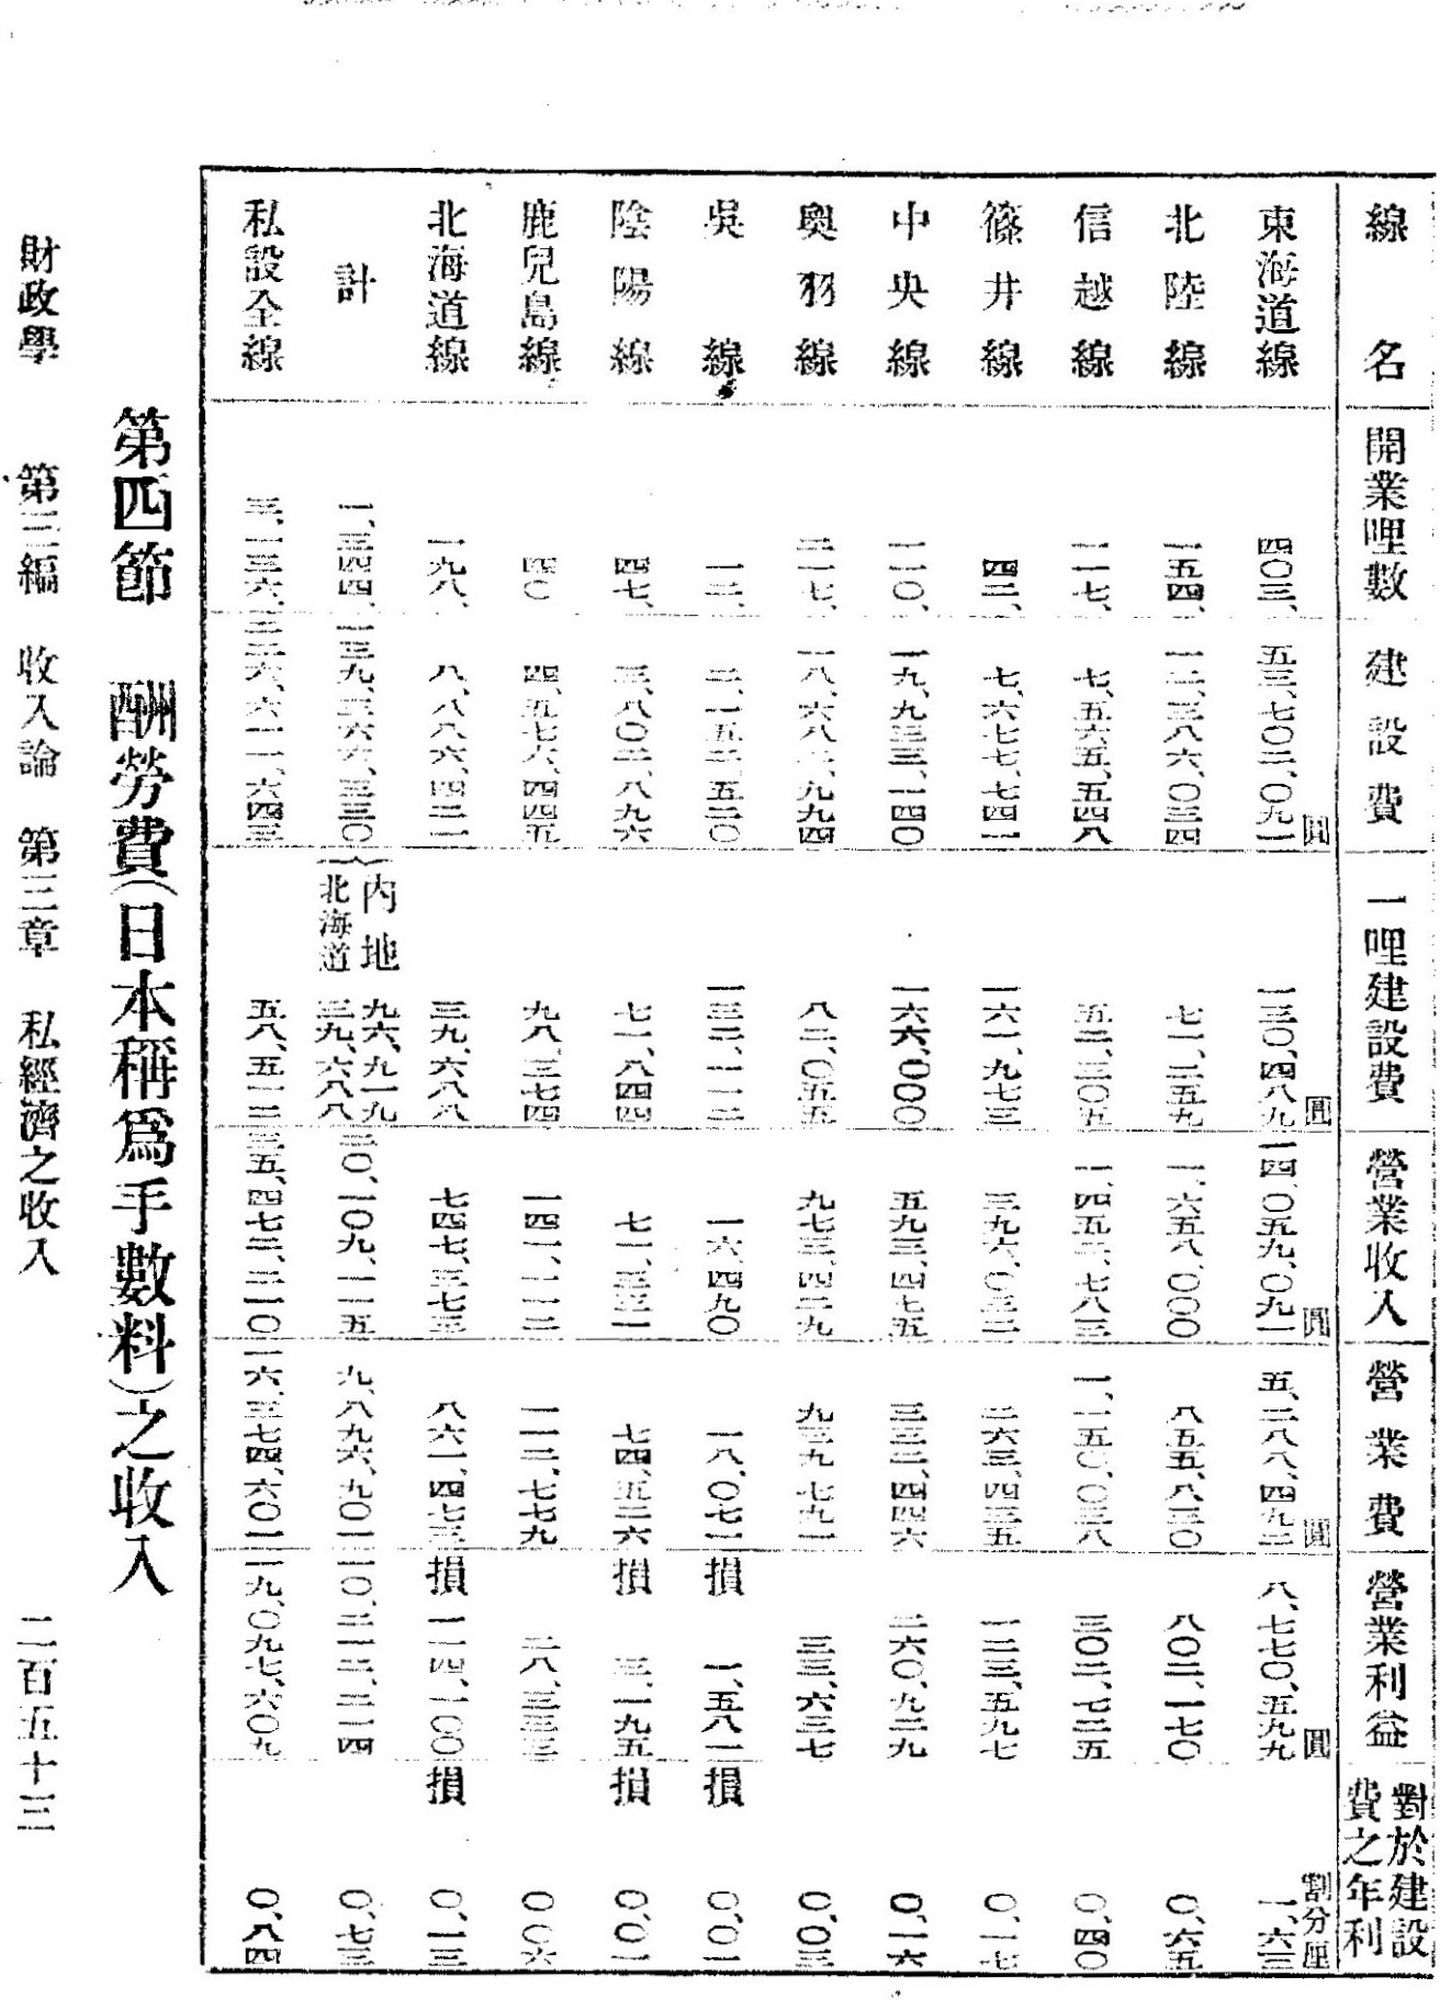 線名 開業哩數 建設費 一哩建設費 營業收入 營業費 營業利益 對於建設費之年利
圓 圓 圓 圓 圓 割分厘
東海道線 四〇三、 五三、七〇二、〇九一 一三〇、四八九 一四、〇五九、〇九一 五、二八八、四九二 八、七七〇、五九九 一、六三
北陸線 一五四、 一二、三八六、〇三四 七一、二五九 一、六五八、〇〇〇 八五五、八三〇 八〇二、一七〇 〇、六五
信越線 一一七、 七、五六五、五四八 五二、三〇五 一、四五二、七八三 一、一五〇、〇三八 三〇二、七二五 〇、四〇
篠井線 四二、 七、六七七、七四一 一六一、九七三 三九六、〇三二 二六三、四三五 一二三、五九七 〇、一七
中央線 一一〇、 一九、九三三、一四〇 一六六、〇〇〇 五九三、四七五 三三二、四四六 二六〇、九二九 〇、一六
奧羽線 二一七、 一八、六八二、九九四 八二、〇五五 九七三、四二九 九三九、七九一 三三、六三七 〇、〇三
吳線 一二、 二、一五二、五二〇 一三二、一一二 一六、四九〇 一八、〇七一 損 一、五八一 損 〇、〇一
陰陽線 四七、 三、八〇二、八九六 七一、八四四 七一、三三一 七四、五二六 損 三、一九五 損 〇、〇一
鹿兒島線 四〇 四、五七六、四四五 九八、三七四 一四一、一一二 一一二、七七九 二八、三三三 〇〇六
北海道線 一九八、 八、八八六、四二一 三九、六八八 七四七、三七三 八六一、四七三 損 一一四、一〇〇 損 〇、一三
計 一、三四四、 一三九、三六六、三三〇 內地 九六、九一九 北海道 三九、六八八 二〇、一〇九、一一五 九、八九六、九〇一 一〇、二一二、二一四 〇、七三
私設全線 三、一三六、 二二六、六一一、六四三 五八、五一二 三五、四七二、二一〇 一六、三七四、六〇一 一九、〇九七、六〇九 〇、八四
第四節 酬勞費(日本稱爲手數料)之收入
財政學 第三編 收入論 第三章 私經濟之收入 二百五十三